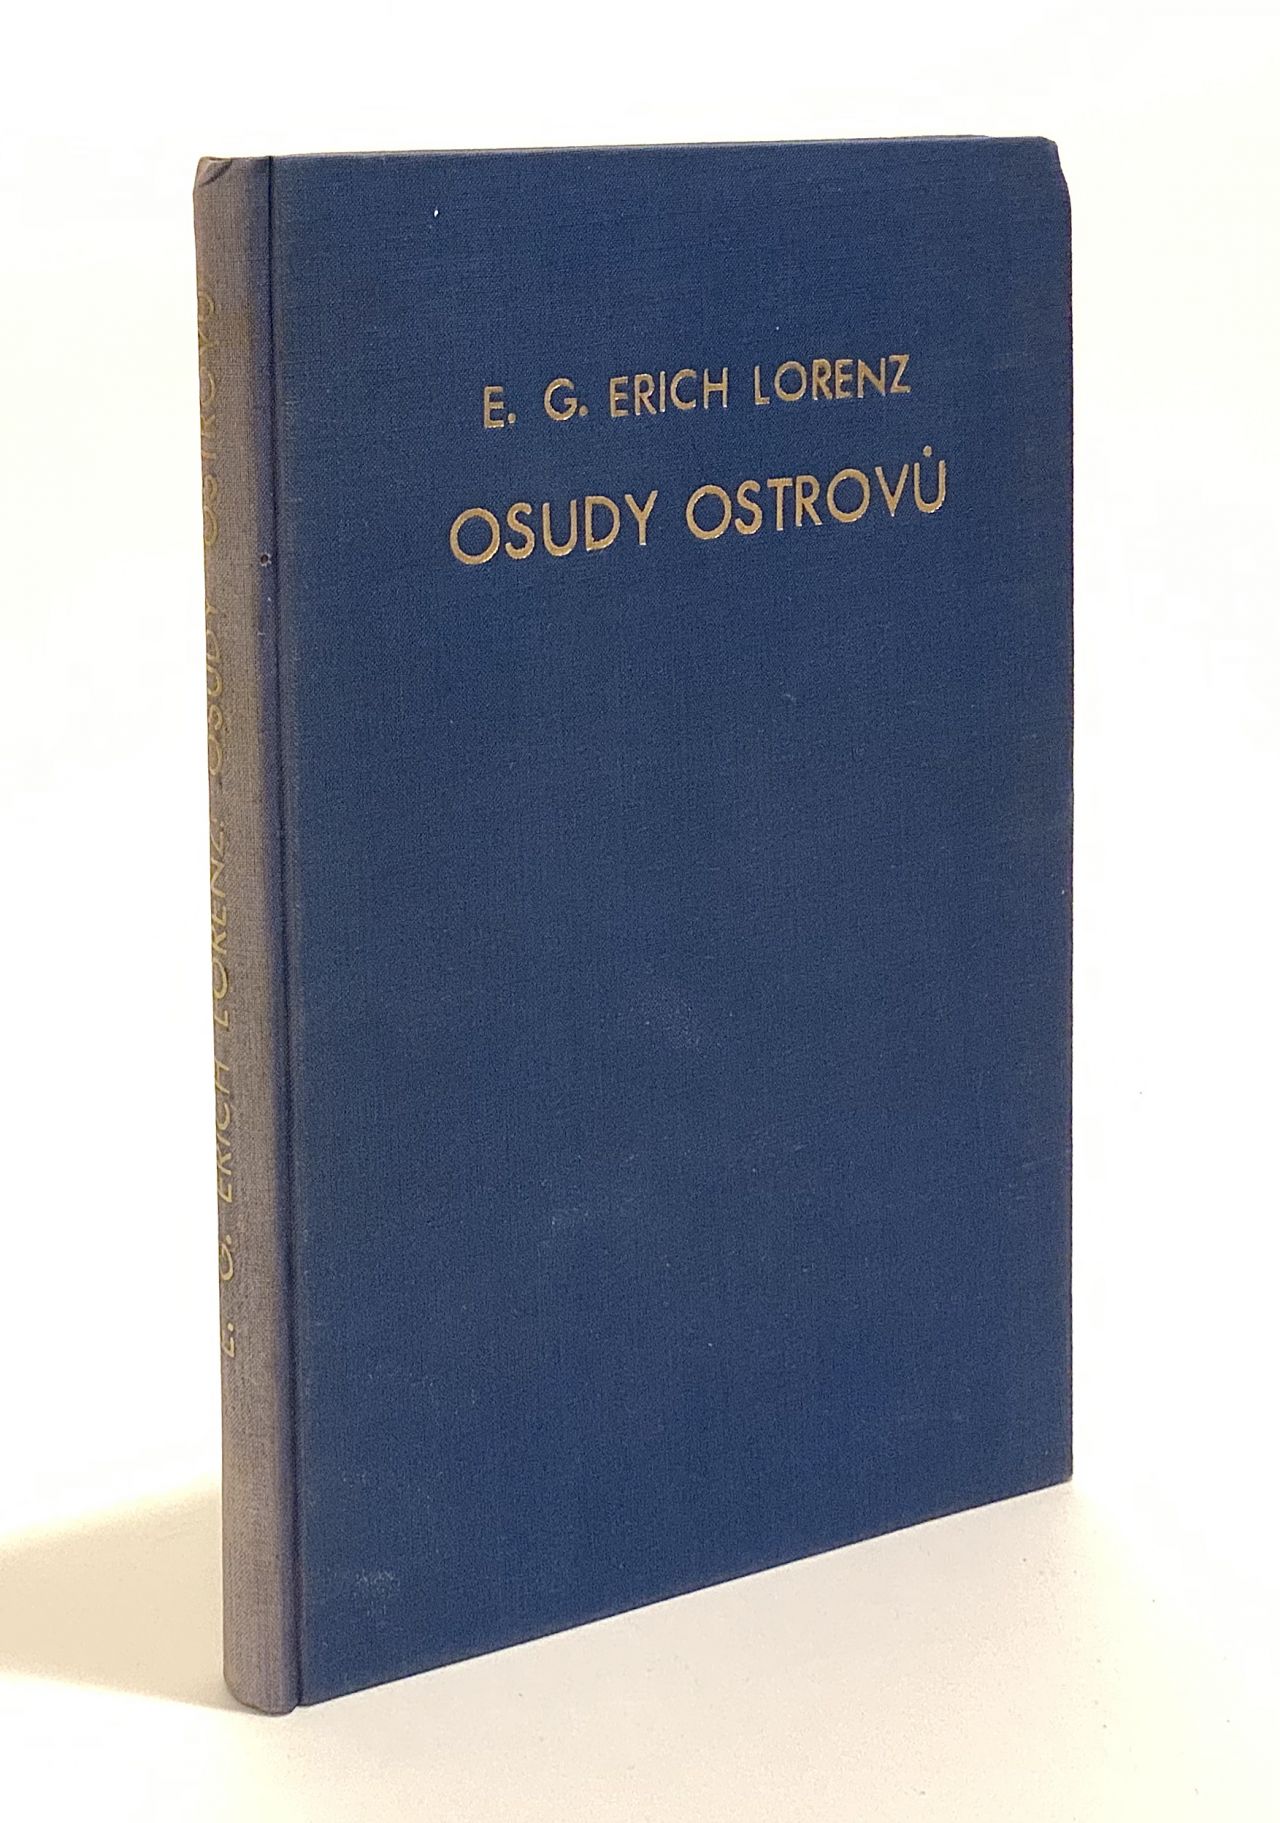 E. G. ERICH LORENZ
OSUDY OSTROVŮ
E. G. ERICH LORENZ: OSUDY OSTROVŮ